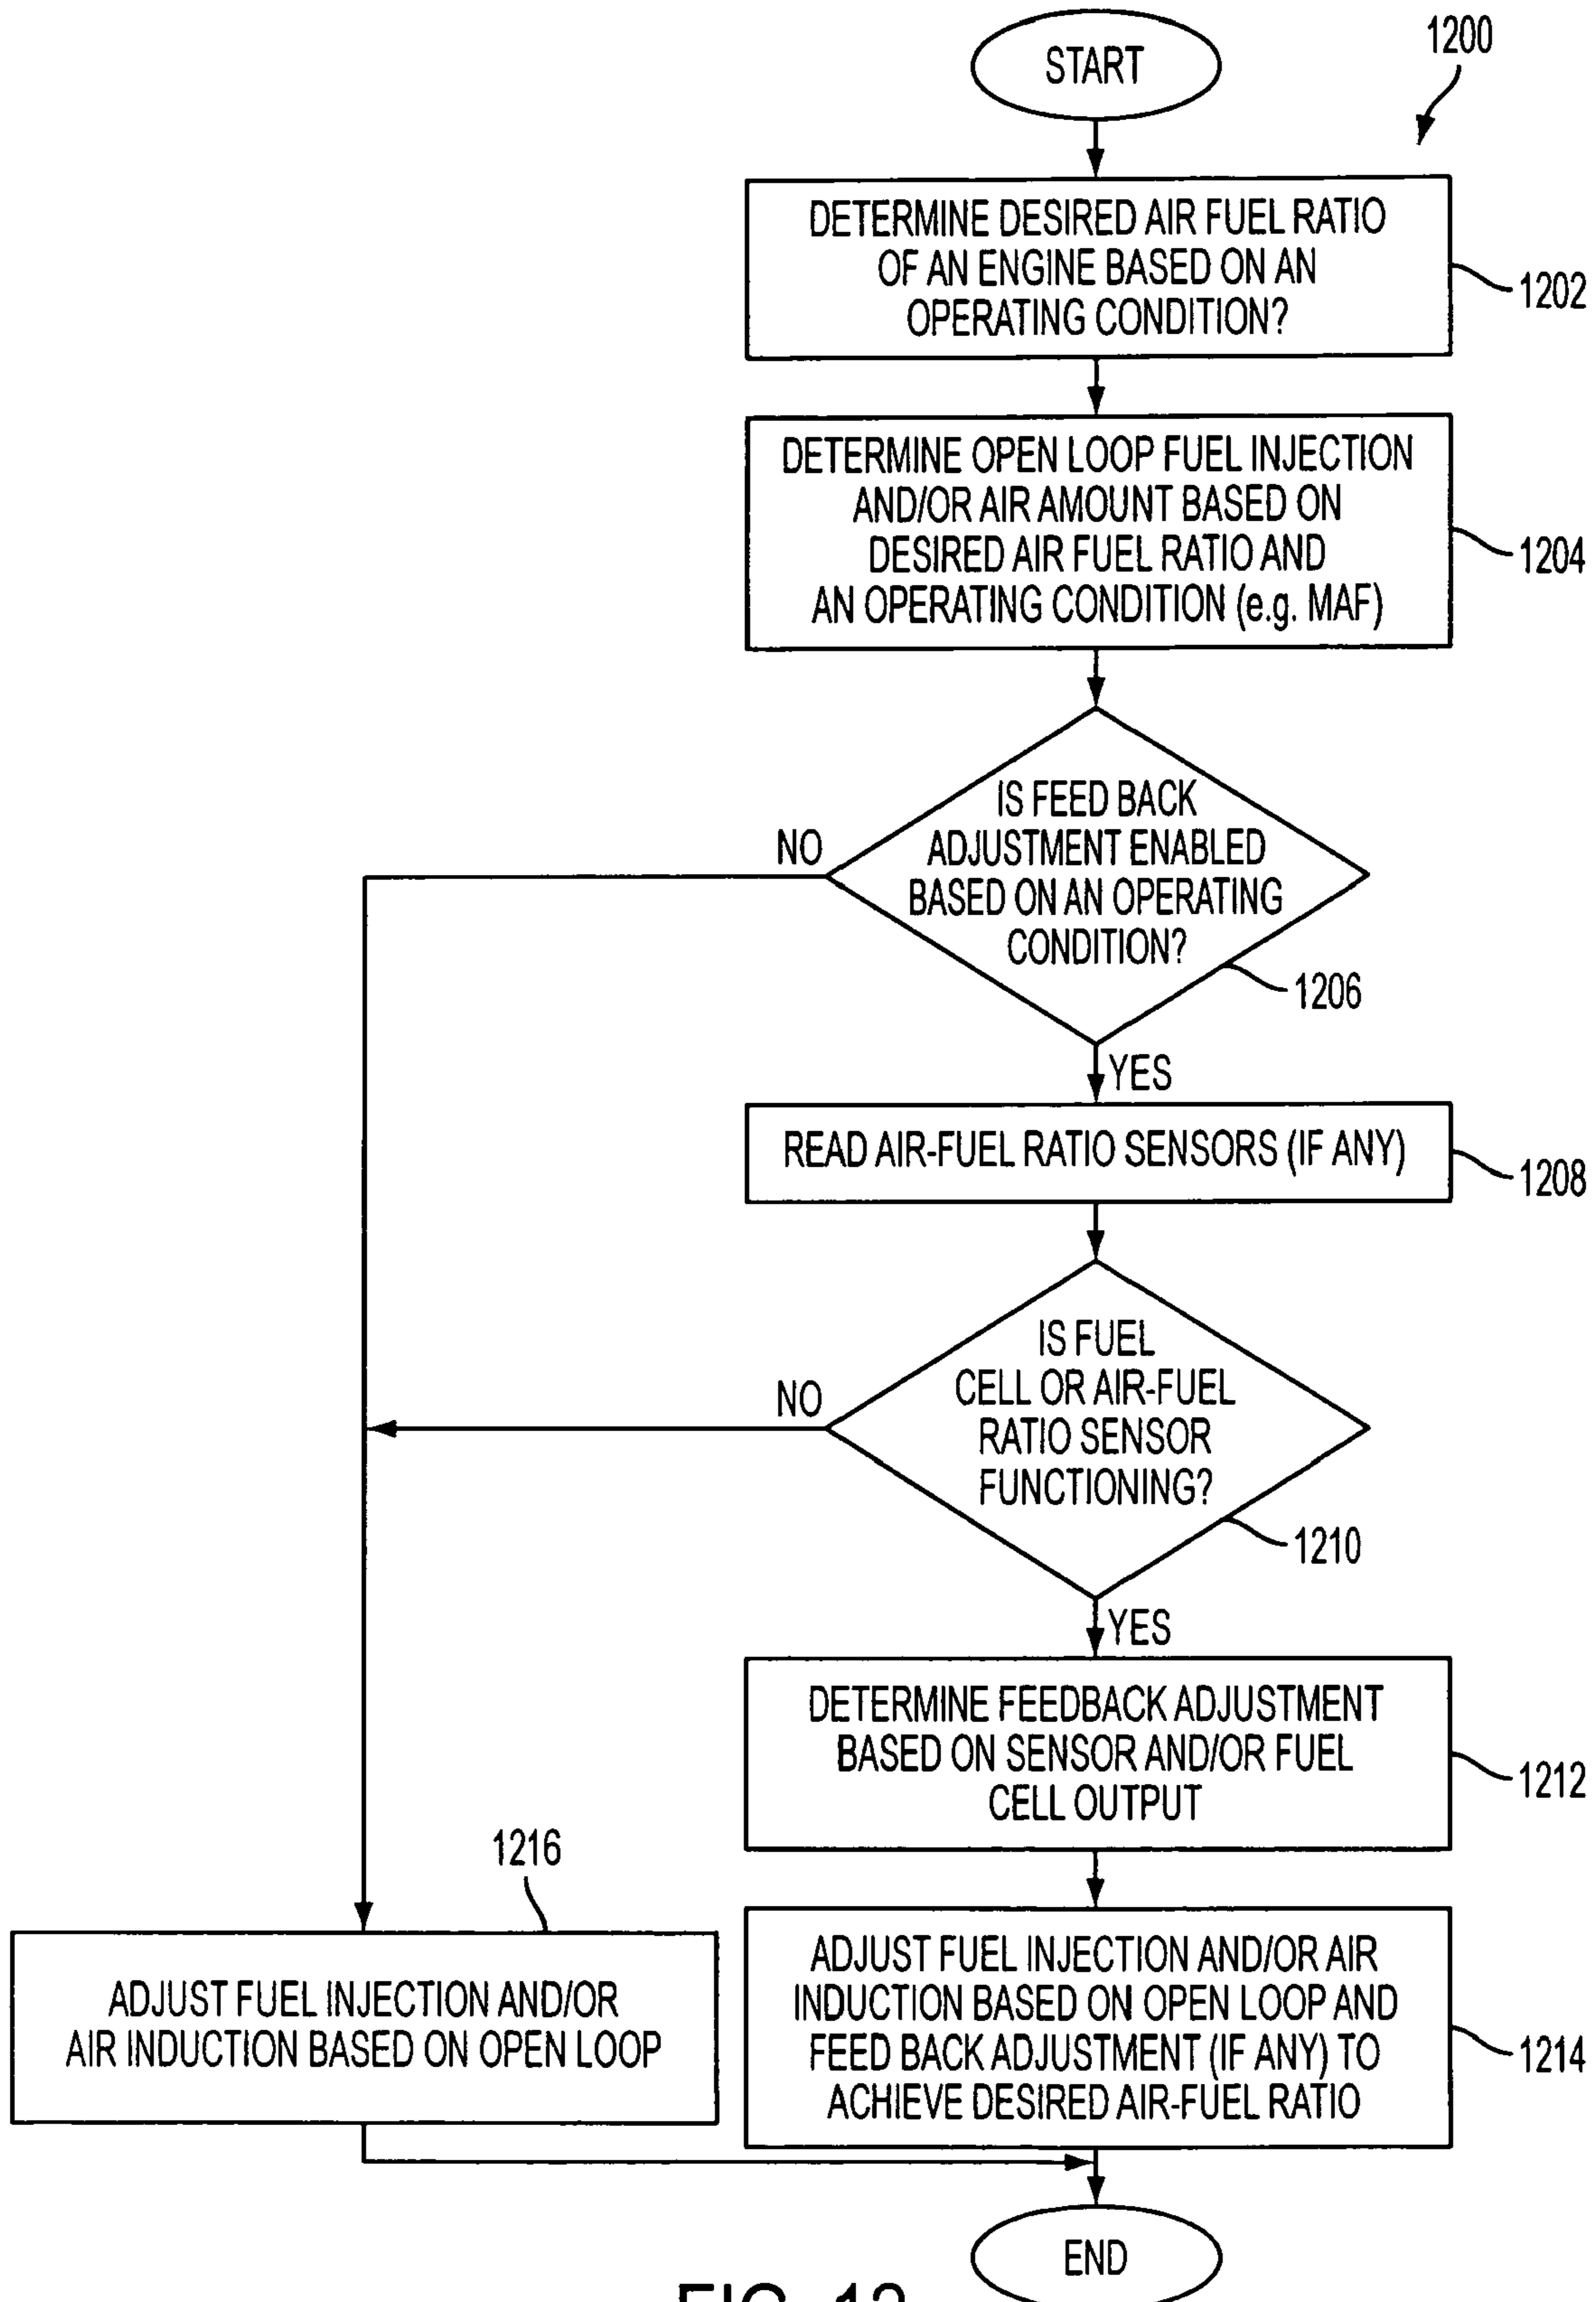 START
1200
DETERMINE DESIRED AIR FUEL RATIO
OF AN ENGINE BASED ON AN
OPERATING CONDITION?
1202
DETERMINE OPEN LOOP FUEL INJECTION
AND/OR AIR AMOUNT BASED ON
DESIRED AIR FUEL RATIO AND
AN OPERATING CONDITION (e.g. MAF)
1204
IS FEED BACK
ADJUSTMENT ENABLED
BASED ON AN OPERATING
CONDITION?
NO
1206
YES
READ AIR-FUEL RATIO SENSORS (IF ANY)
1208
IS FUEL
CELL OR AIR-FUEL
RATIO SENSOR
FUNCTIONING?
NO
1210
YES
DETERMINE FEEDBACK ADJUSTMENT
BASED ON SENSOR AND/OR FUEL
CELL OUTPUT
1212
1216
ADJUST FUEL INJECTION AND/OR
AIR INDUCTION BASED ON OPEN LOOP
ADJUST FUEL INJECTION AND/OR AIR
INDUCTION BASED ON OPEN LOOP AND
FEED BACK ADJUSTMENT (IF ANY) TO
ACHIEVE DESIRED AIR-FUEL RATIO
1214
END
FIG.